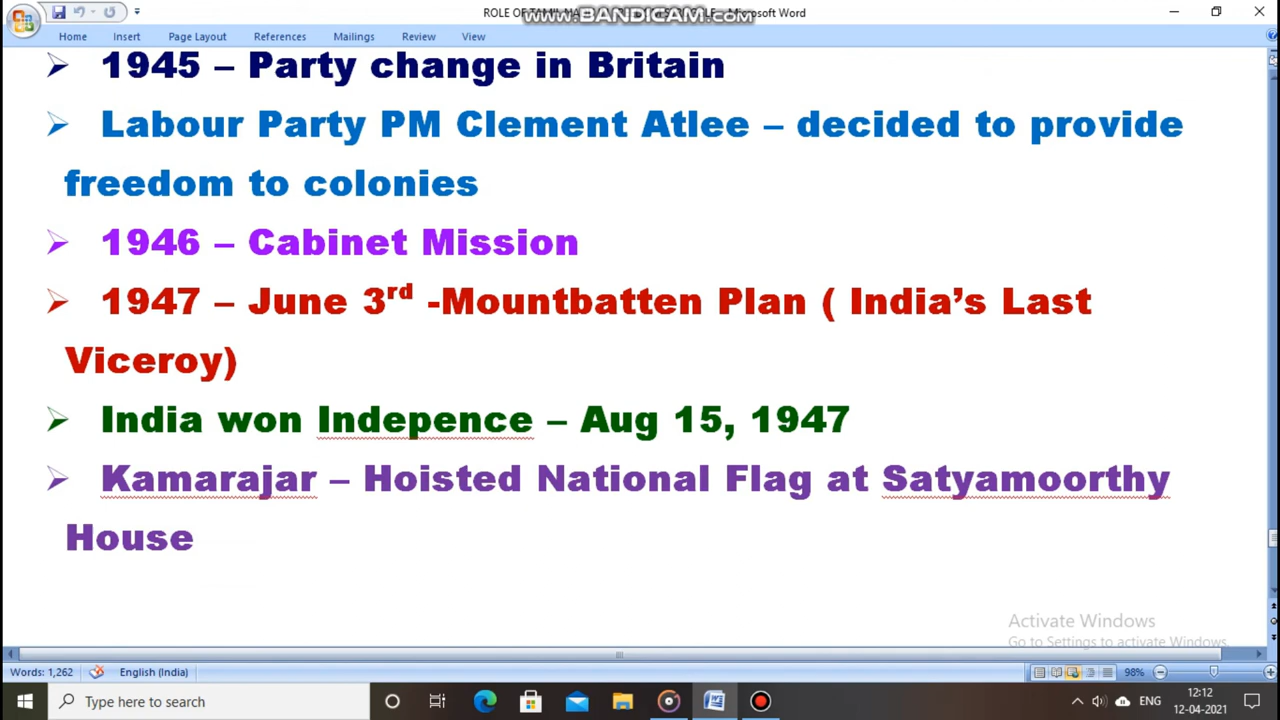 ROLE OF TAMIL 
www.BANDICAM.com
Microsoft Word
Home Insert Page Layout References Mailings Review View
➢ 1945 – Party change in Britain
➢ Labour Party PM Clement Atlee – decided to provide
freedom to colonies
➢ 1946 – Cabinet Mission
➢ 1947 – June 3rd -Mountbatten Plan ( India’s Last
Viceroy)
➢ India won Indepence – Aug 15, 1947
➢ Kamarajar – Hoisted National Flag at Satyamoorthy
House
Activate Windows
Go to Settings to activate Windows.
Words: 1,262 English (India) 98%
Type here to search ENG 12:12
12-04-2021